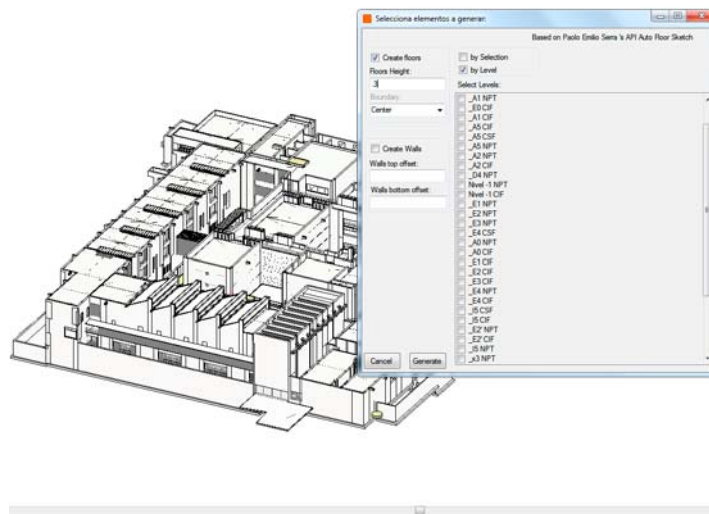 Selecciona elementos a generar:
Based on Paolo Emilio Serra 's API Auto Floor Sketch
Create floors
Floors Height:
.3
Boundary:
Center
Create Walls
Walls top offset:
Walls bottom offset:
Cancel
Generate
by Selection
by Level
Select Levels:
_A1 NPT
_E0 CIF
_A1 CIF
_A5 CIF
_A5 CSF
_A5 NPT
_A2 NPT
_A2 CIF
_D4 NPT
Nivel -1 NPT
Nivel -1 CIF
_E1 NPT
_E2 NPT
_E3 NPT
_E4 CSF
_A0 NPT
_A0 CIF
_E1 CIF
_E2 CIF
_E3 CIF
_E4 NPT
_E4 CIF
_I5 CSF
_I5 CIF
_E2' NPT
_E2' CIF
_I5 NPT
_x3 NPT